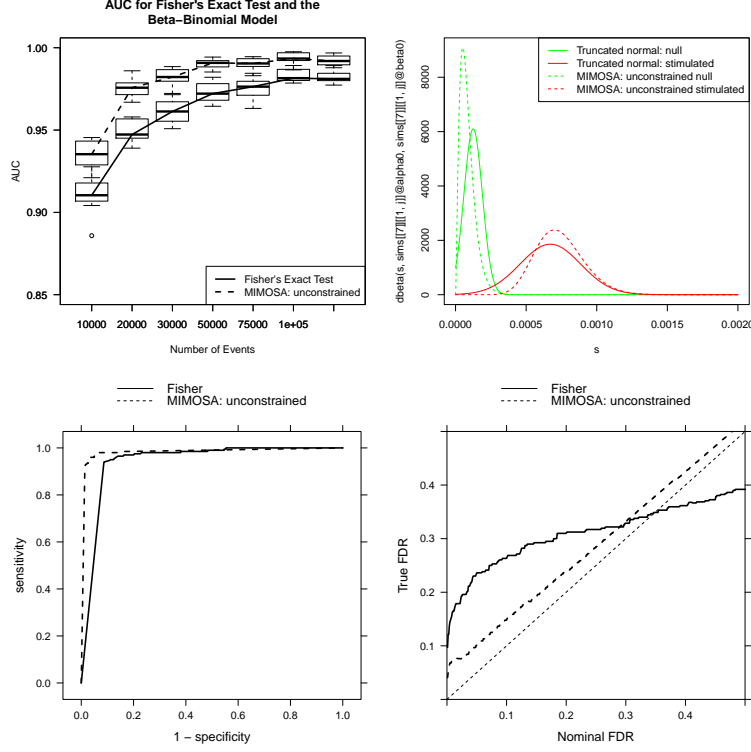 AUC for Fisher's Exact Test and the
Beta−Binomial Model
1.00
0.95
0.90
0.85
AUC
10000
20000
30000
50000
75000
1e+05
Number of Events
Fisher's Exact Test
MIMOSA: unconstrained
dbeta(s, sims[[7]][[1, j]]@alpha0, sims[[7]][[1, j]]@beta0)
8000
6000
4000
2000
0
0.0000
0.0005
0.0010
0.0015
0.0020
s
Truncated normal: null
Truncated normal: stimulated
MIMOSA: unconstrained null
MIMOSA: unconstrained stimulated
Fisher
MIMOSA: unconstrained
sensitivity
1.0
0.8
0.6
0.4
0.2
0.0
0.0
0.2
0.4
0.6
0.8
1.0
1 − specificity
Fisher
MIMOSA: unconstrained
True FDR
0.4
0.3
0.2
0.1
0.1
0.2
0.3
0.4
Nominal FDR